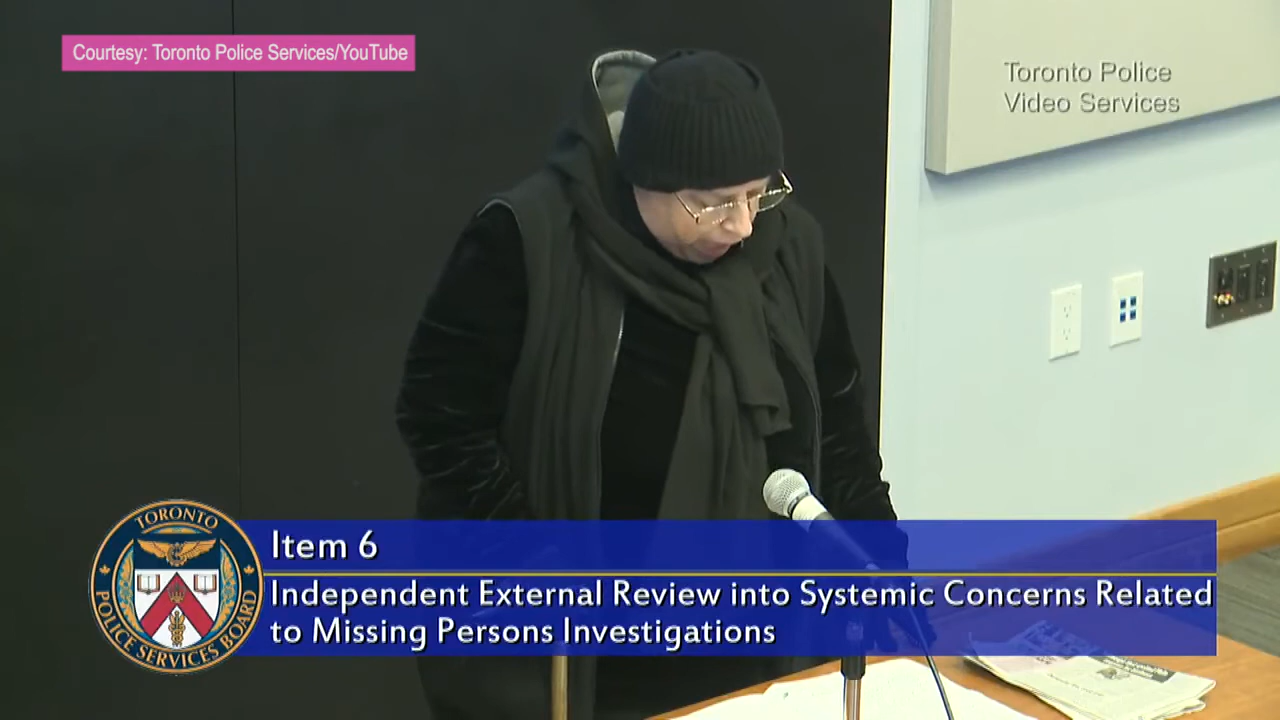 Courtesy: Toronto Police Services/YouTube
Toronto Police
Video Services
TORONTO
POLICE SERVICES BOARD
Item 6
Independent External Review into Systemic Concerns Related
to Missing Persons Investigations